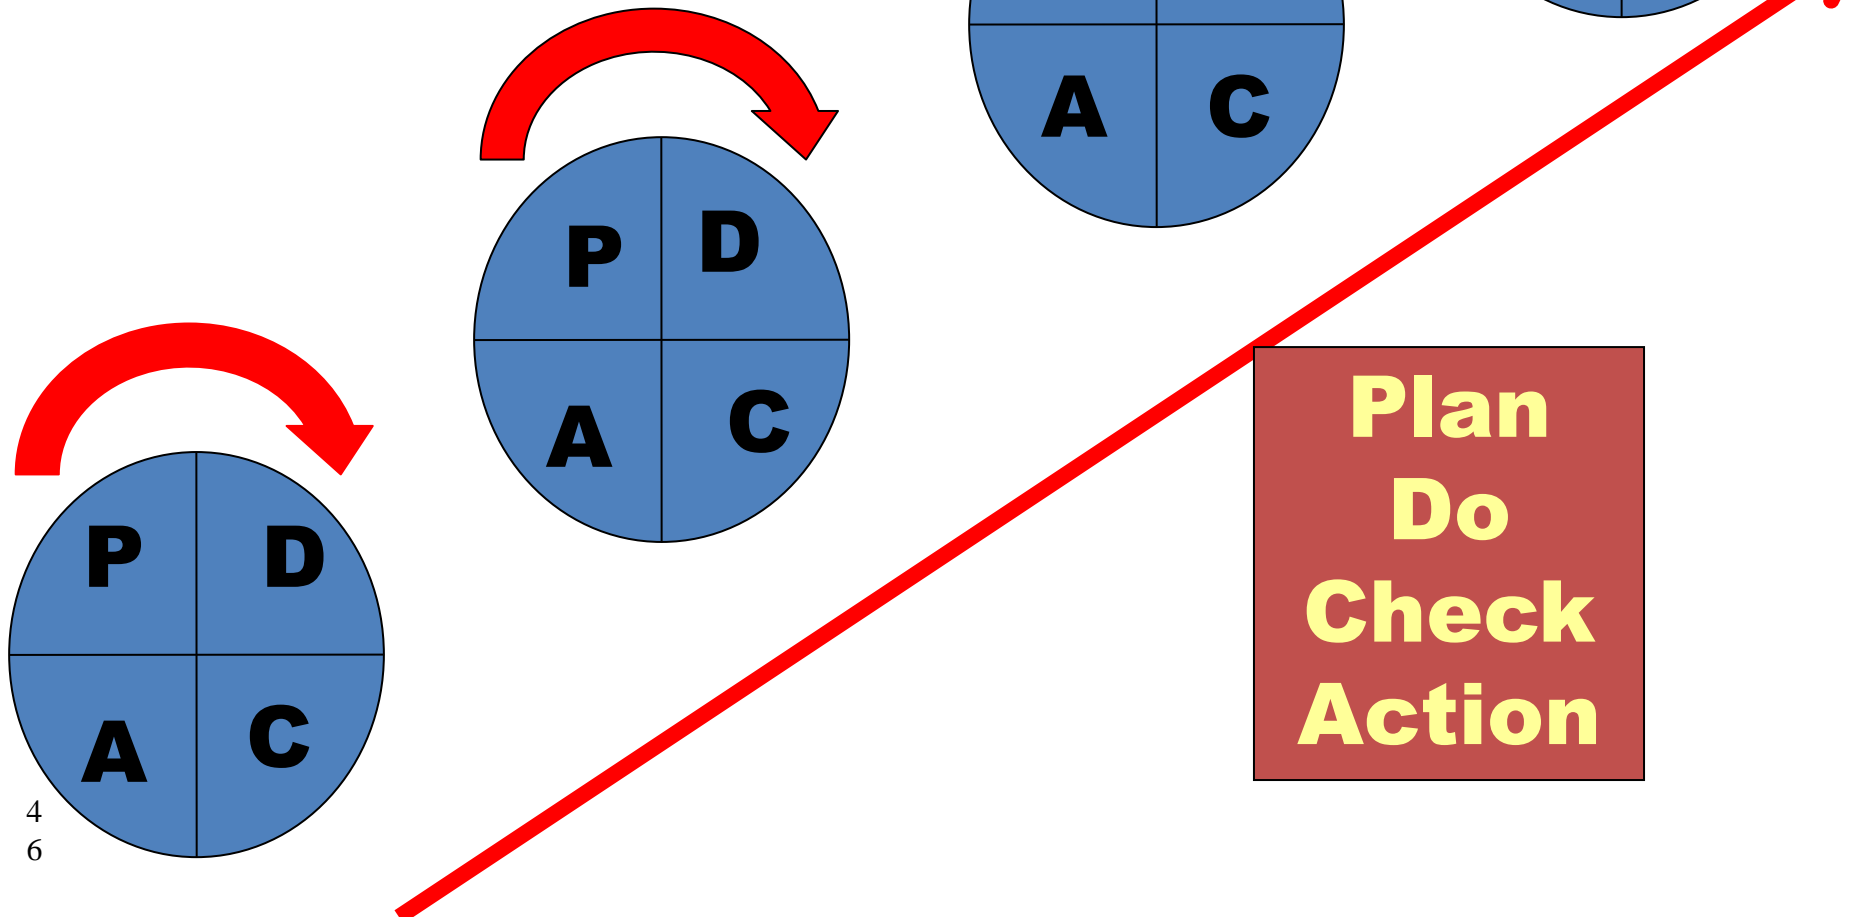 A C
P D
A C
P D
A C
Plan
Do
Check
Action
4
6